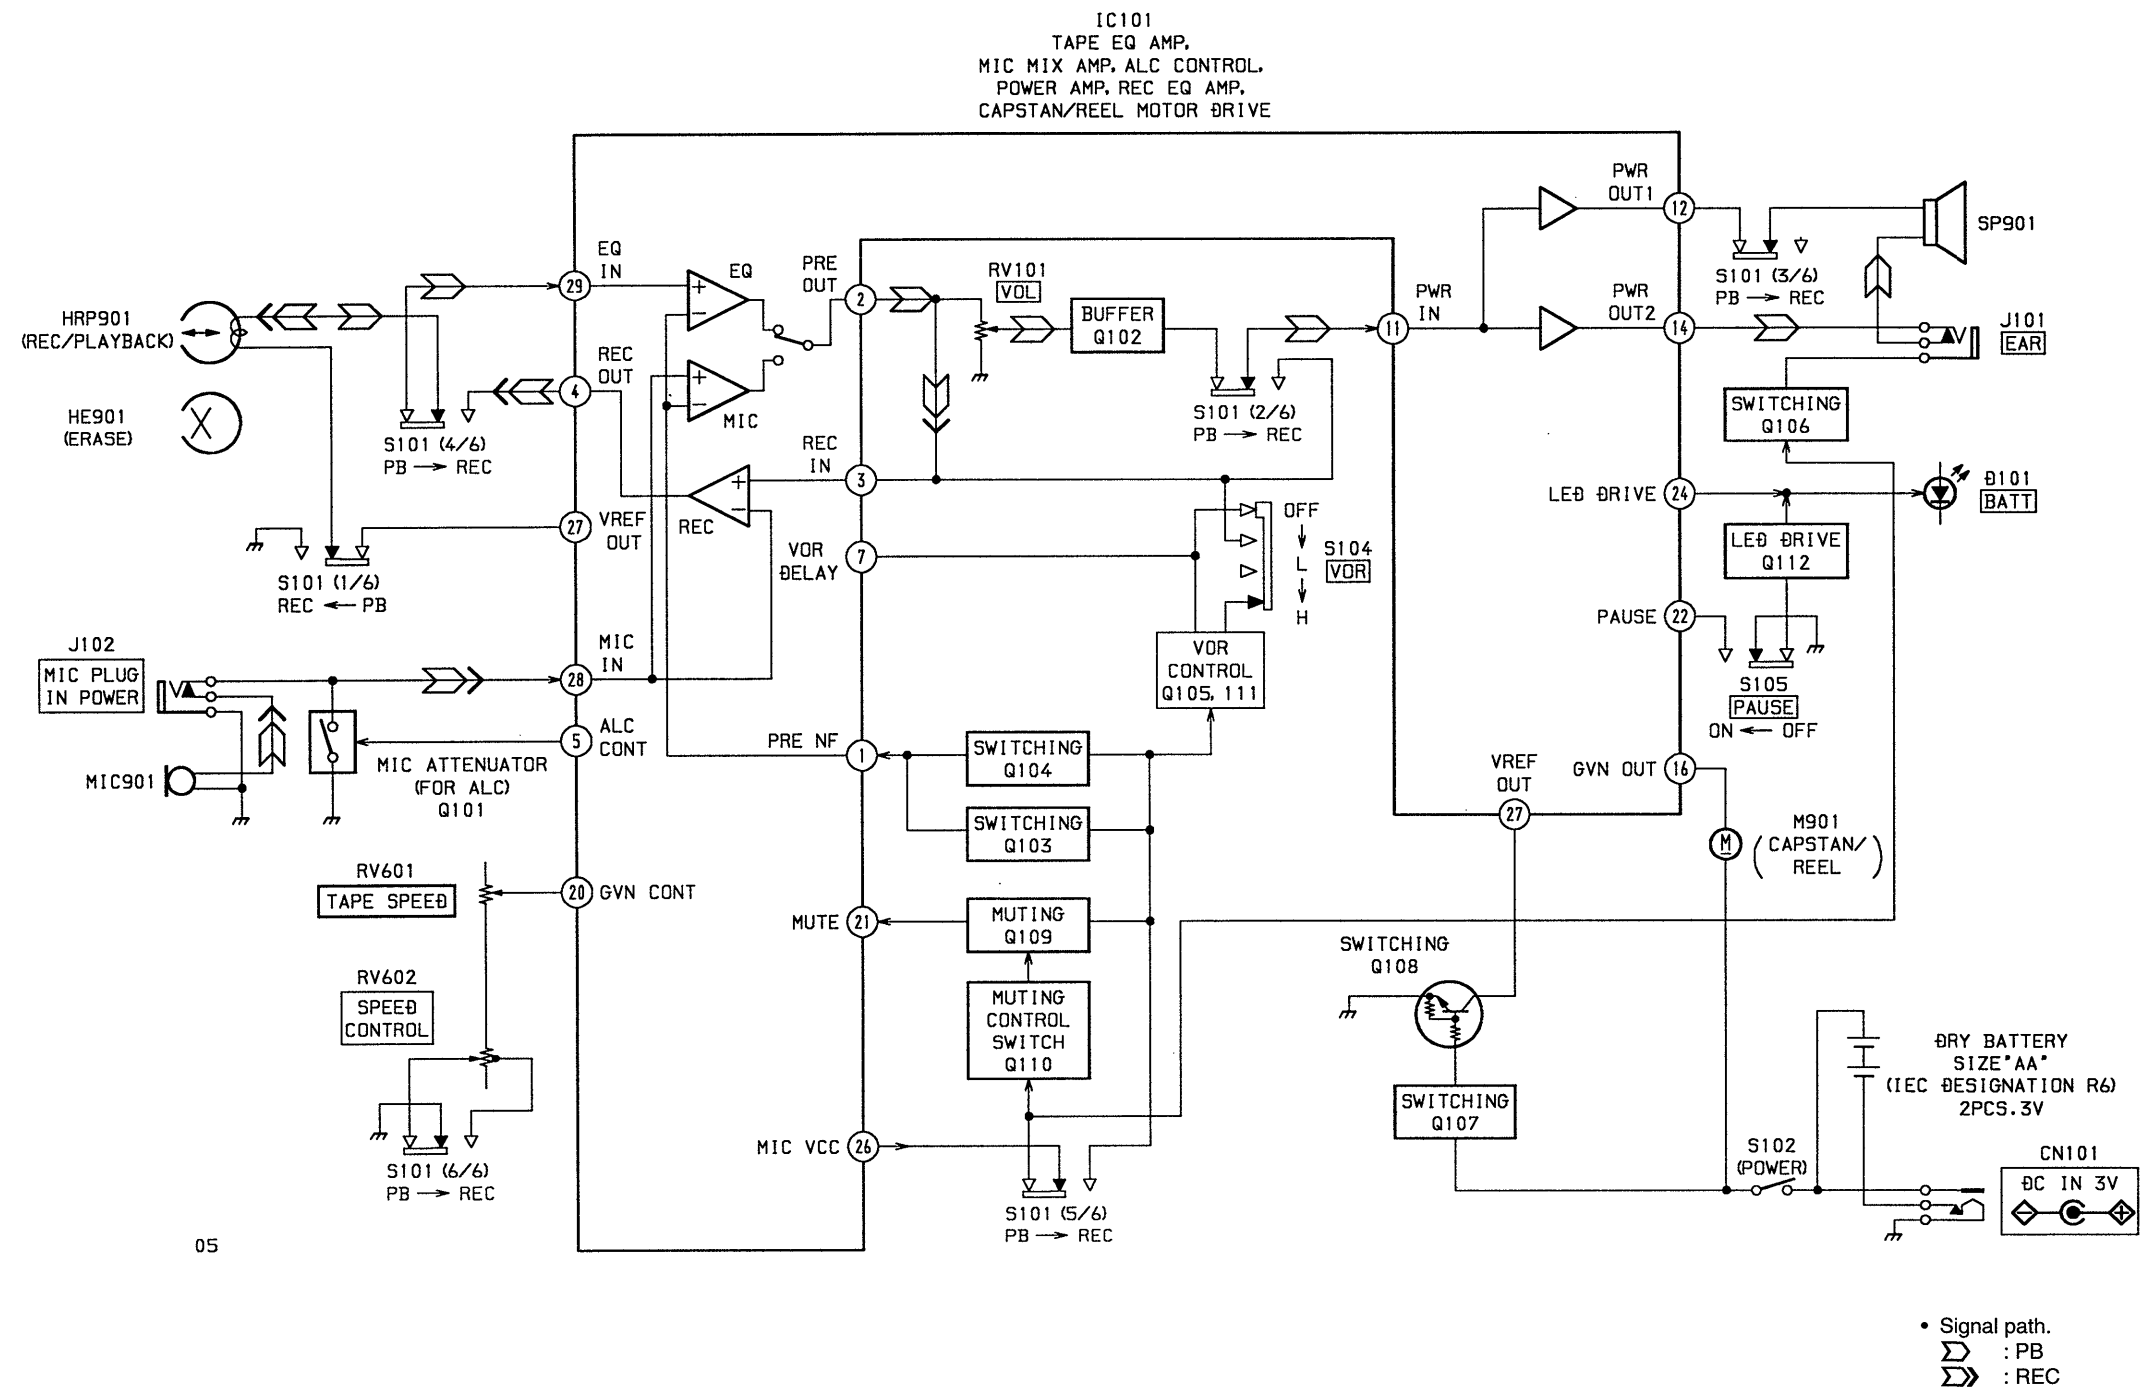 IC101
TAPE EQ AMP,
MIC MIX AMP, ALC CONTROL,
POWER AMP, REC EQ AMP,
CAPSTAN/REEL MOTOR DRIVE
HRP901
(REC/PLAYBACK)
HE901
(ERASE)
S101 (4/6)
PB → REC
S101 (1/6)
REC ← PB
J102
MIC PLUG
IN POWER
MIC901
MIC ATTENUATOR
(FOR ALC)
Q101
RV601
TAPE SPEED
RV602
SPEED
CONTROL
S101 (6/6)
PB → REC
05
29
EQ
IN
4
REC
OUT
27
VREF
OUT
28
MIC
IN
5
ALC
CONT
20
GVN CONT
EQ
+
−
MIC
+
−
REC
+
−
PRE
OUT
2
REC
IN
3
VOR
DELAY
7
PRE NF
1
MUTE
21
MIC VCC
26
RV101
VOL
BUFFER
Q102
S101 (2/6)
PB → REC
11
PWR
IN
OFF
↓
L
↓
H
S104
VOR
VOR
CONTROL
Q105, 111
SWITCHING
Q104
SWITCHING
Q103
MUTING
Q109
MUTING
CONTROL
SWITCH
Q110
S101 (5/6)
PB → REC
PWR
OUT1
12
PWR
OUT2
14
S101 (3/6)
PB → REC
SP901
J101
EAR
SWITCHING
Q106
LED DRIVE
24
D101
BATT
LED DRIVE
Q112
PAUSE
22
S105
PAUSE
ON ← OFF
GVN OUT
16
VREF
OUT
27
M
M901
(CAPSTAN/
REEL)
SWITCHING
Q108
SWITCHING
Q107
S102
(POWER)
DRY BATTERY
SIZE"AA"
(IEC DESIGNATION R6)
2PCS.3V
CN101
DC IN 3V
− +
• Signal path.
: PB
: REC